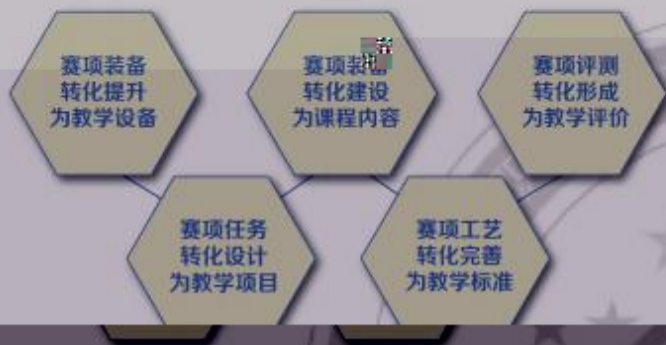 赛项装备
转化提升
为教学设备
赛项装
转化建设
为课程内容
赛项评测
转化形成
为教学评价
赛项任务
转化设计
为教学项目
赛项工艺
转化完善
为教学标准